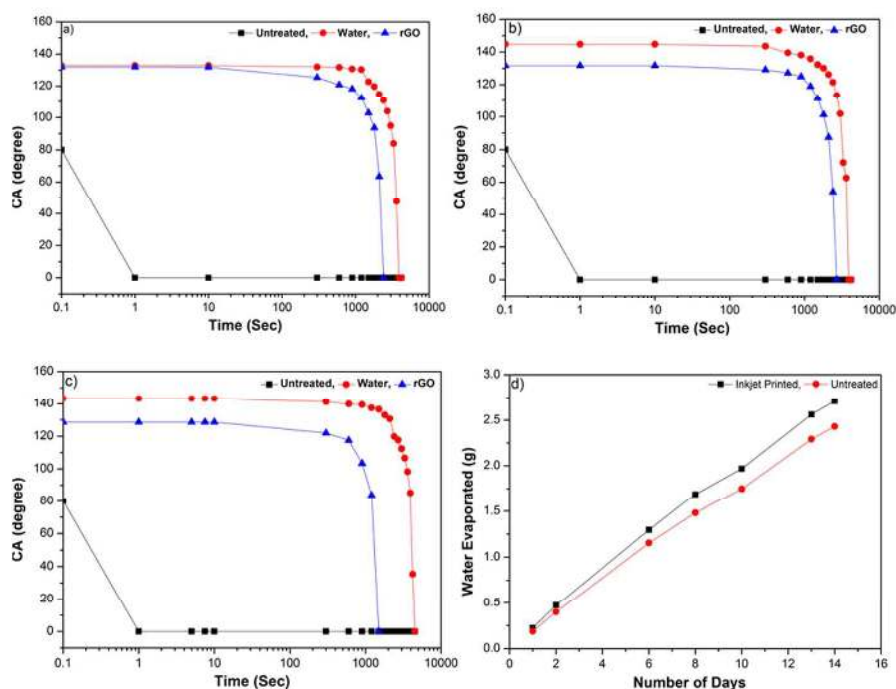 a)
Untreated, Water, rGO
CA (degree)
160
140
120
100
80
60
40
20
0
0.1 1 10 100 1000 10000
Time (Sec)
b)
Untreated, Water, rGO
CA (degree)
160
140
120
100
80
60
40
20
0
0.1 1 10 100 1000 10000
Time (Sec)
c)
Untreated, Water, rGO
CA (degree)
160
140
120
100
80
60
40
20
0
0.1 1 10 100 1000 10000
Time (Sec)
d)
Inkjet Printed, Untreated
Water Evaporated (g)
3.0
2.5
2.0
1.5
1.0
0.5
0.0
0 2 4 6 8 10 12 14 16
Number of Days